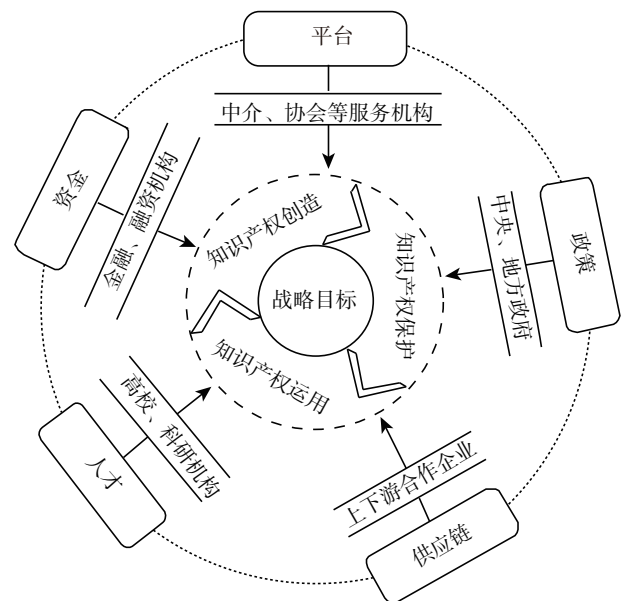 平台
中介、协会等服务机构
资金
金融、融资机构
政策
中央、地方政府
知识产权创造
知识产权保护
战略目标
知识产权运用
人才
高校、科研机构
供应链
上下游合作企业